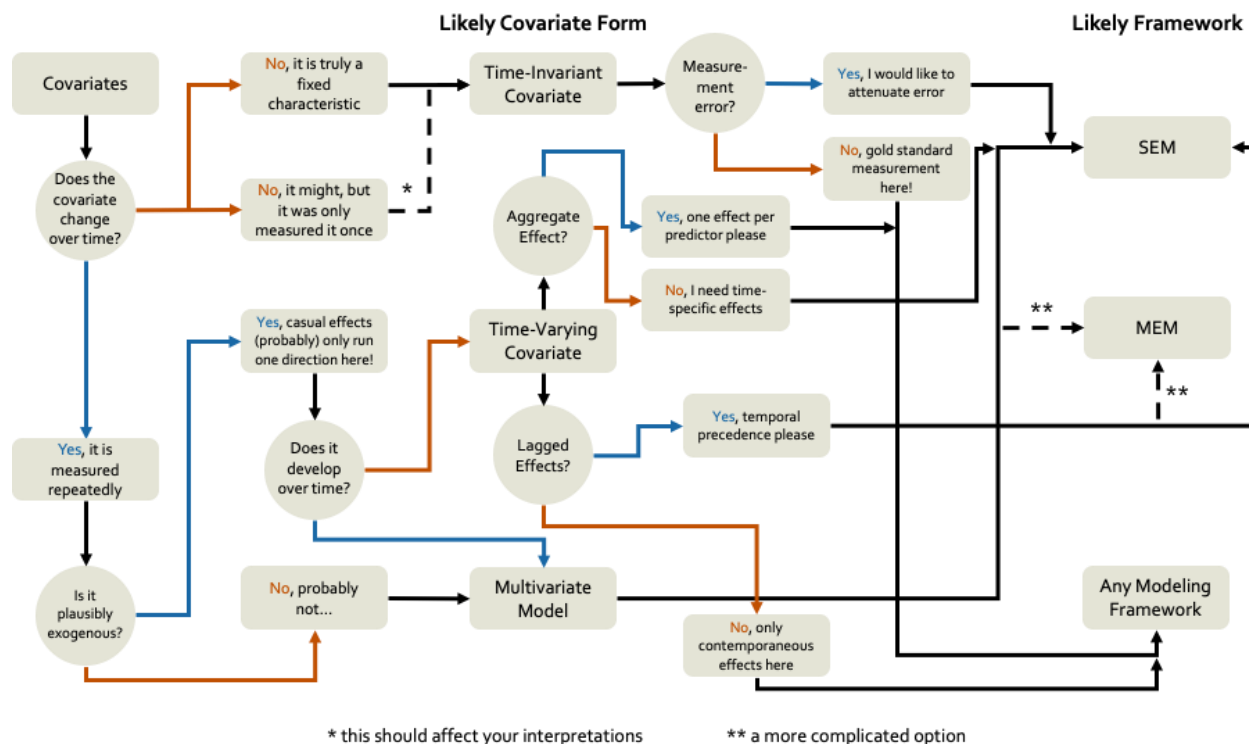 Likely Covariate Form
Likely Framework
Covariates
No, it is truly a
fixed
characteristic
Time-Invariant
Covariate
Measure-
ment
error?
Yes, I would like to
attenuate error
SEM
Does the
covariate
change
over time?
No, it might, but
it was only
measured it once
*
No, gold standard
measurement
here!
Aggregate
Effect?
Yes, one effect per
predictor please
No, I need time-
specific effects
Yes, casual effects
(probably) only run
one direction here!
Time-Varying
Covariate
**
MEM
**
Yes, it is
measured
repeatedly
Does it
develop
over time?
Lagged
Effects?
Yes, temporal
precedence please
Is it
plausibly
exogenous?
No, probably
not...
Multivariate
Model
No, only
contemporaneous
effects here
Any Modeling
Framework
* this should affect your interpretations
** a more complicated option